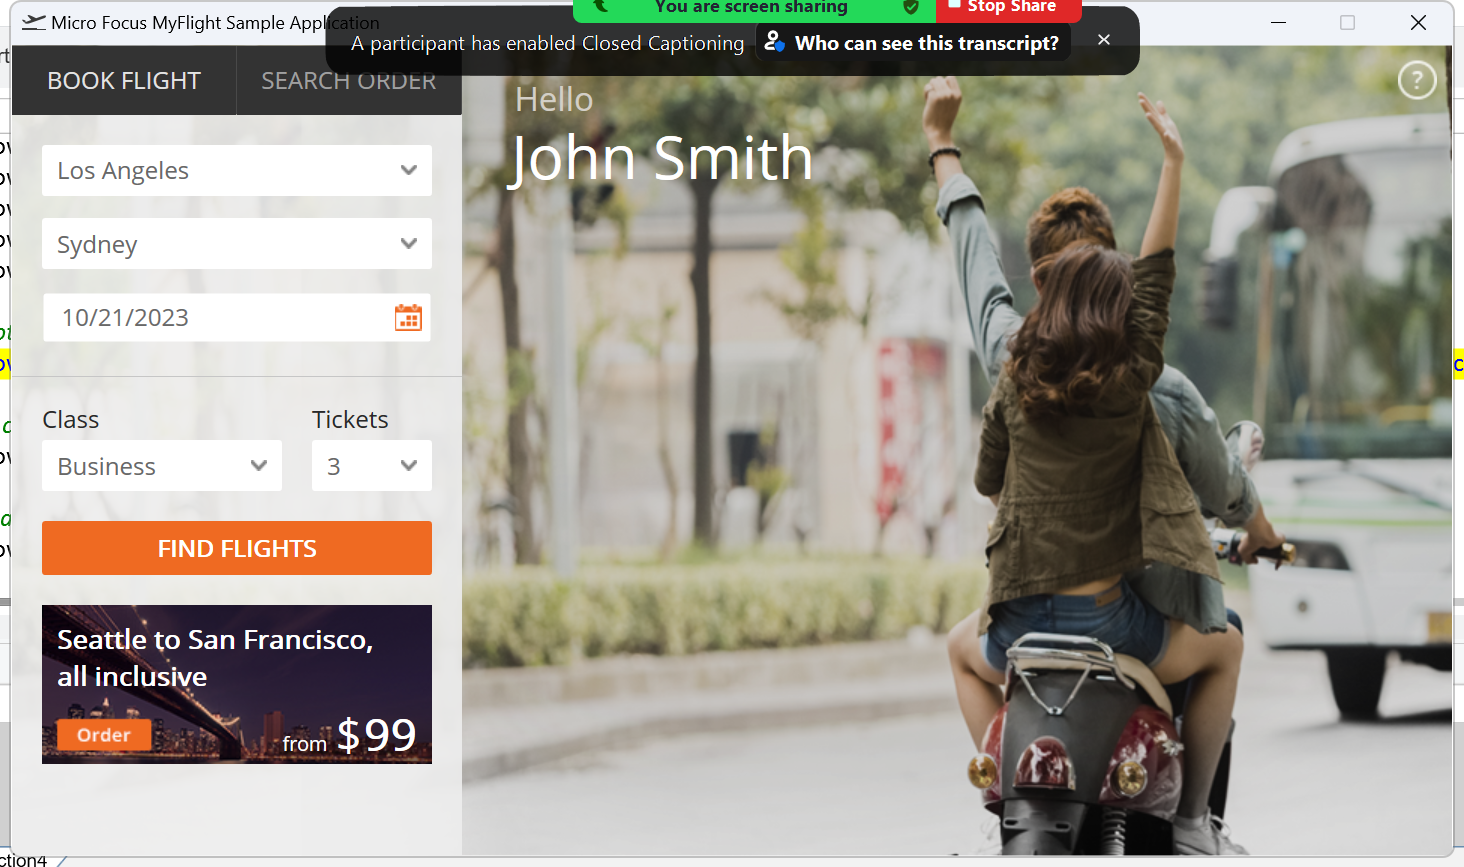 Micro Focus MyFlight Sample Application
You are screen sharing
Stop Share
A participant has enabled Closed Captioning
Who can see this transcript?
BOOK FLIGHT
SEARCH ORDER
Hello
John Smith
?
Los Angeles
Sydney
10/21/2023
Class
Tickets
Business
3
FIND FLIGHTS
Seattle to San Francisco,
all inclusive
Order
from $99
ction4